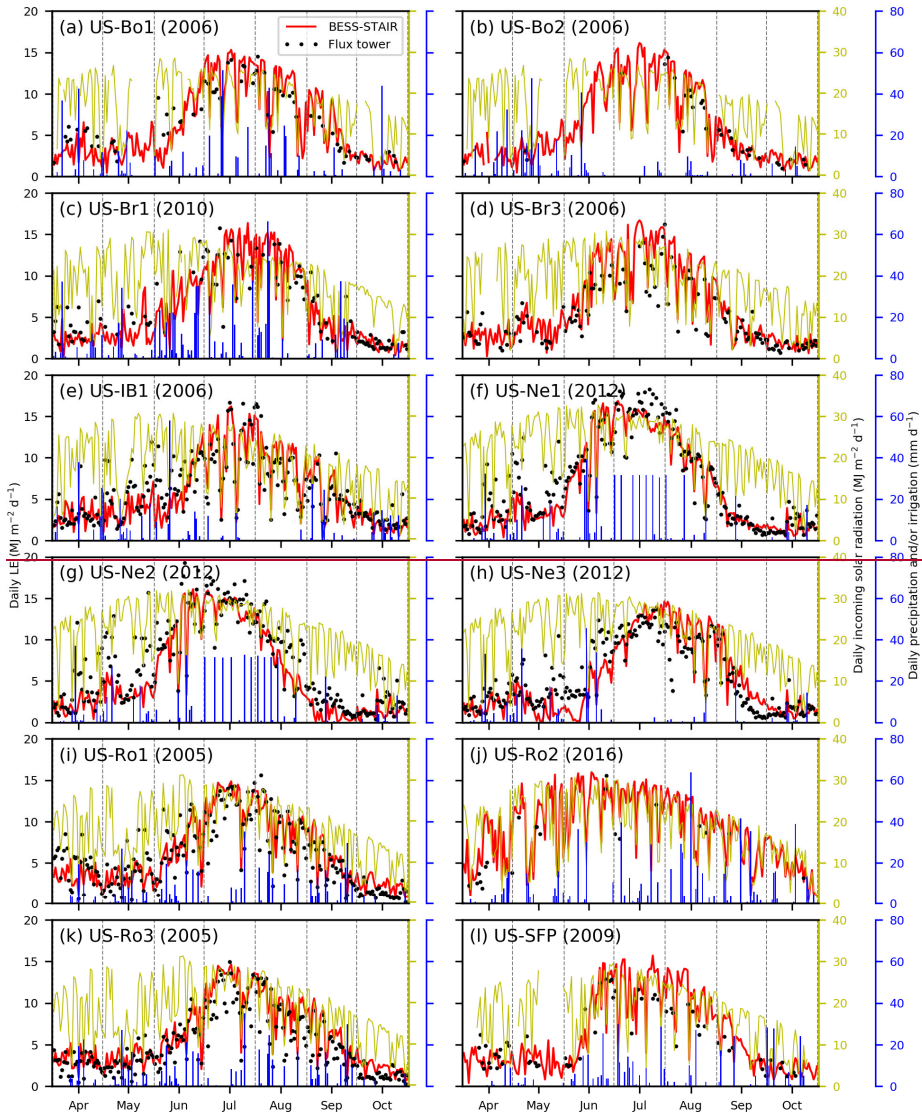 (a) US-Bo1 (2006)
BESS-STAIR
Flux tower
(b) US-Bo2 (2006)
(c) US-Br1 (2010)
(d) US-Br3 (2006)
(e) US-IB1 (2006)
(f) US-Ne1 (2012)
(g) US-Ne2 (2012)
(h) US-Ne3 (2012)
(i) US-Ro1 (2005)
(j) US-Ro2 (2016)
(k) US-Ro3 (2005)
(l) US-SFP (2009)
Daily LE (MJ m⁻² d⁻¹)
Daily incoming solar radiation (MJ m⁻² d⁻¹)
Daily precipitation and/or irrigation (mm d⁻¹)
20 15 10 5 0
40 30 20 10 0
80 60 40 20 0
Apr May Jun Jul Aug Sep Oct
Apr May Jun Jul Aug Sep Oct